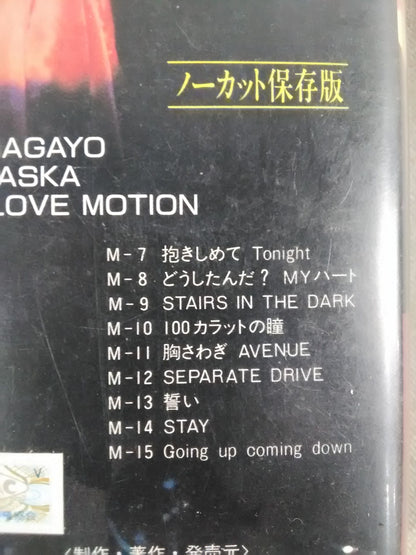 ノーカット保存版
AGAYO
ASKA
LOVE MOTION
M-7 抱きしめて Tonight
M-8 どうしたんだ? MYハート
M-9 STAIRS IN THE DARK
M-10 100カラットの瞳
M-11 胸さわぎ AVENUE
M-12 SEPARATE DRIVE
M-13 誓い
M-14 STAY
M-15 Going up coming down
〈制作・著作・発売元〉